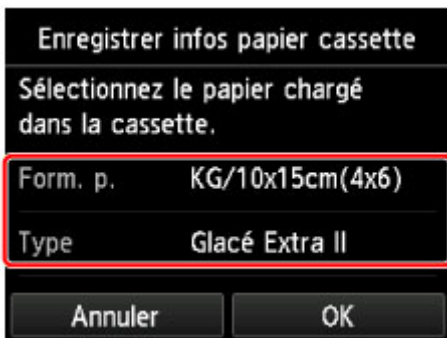 Enregistrer infos papier cassette
Sélectionnez le papier chargé
dans la cassette.
Form. p. KG/10x15cm(4x6)
Type Glacé Extra II
Annuler OK